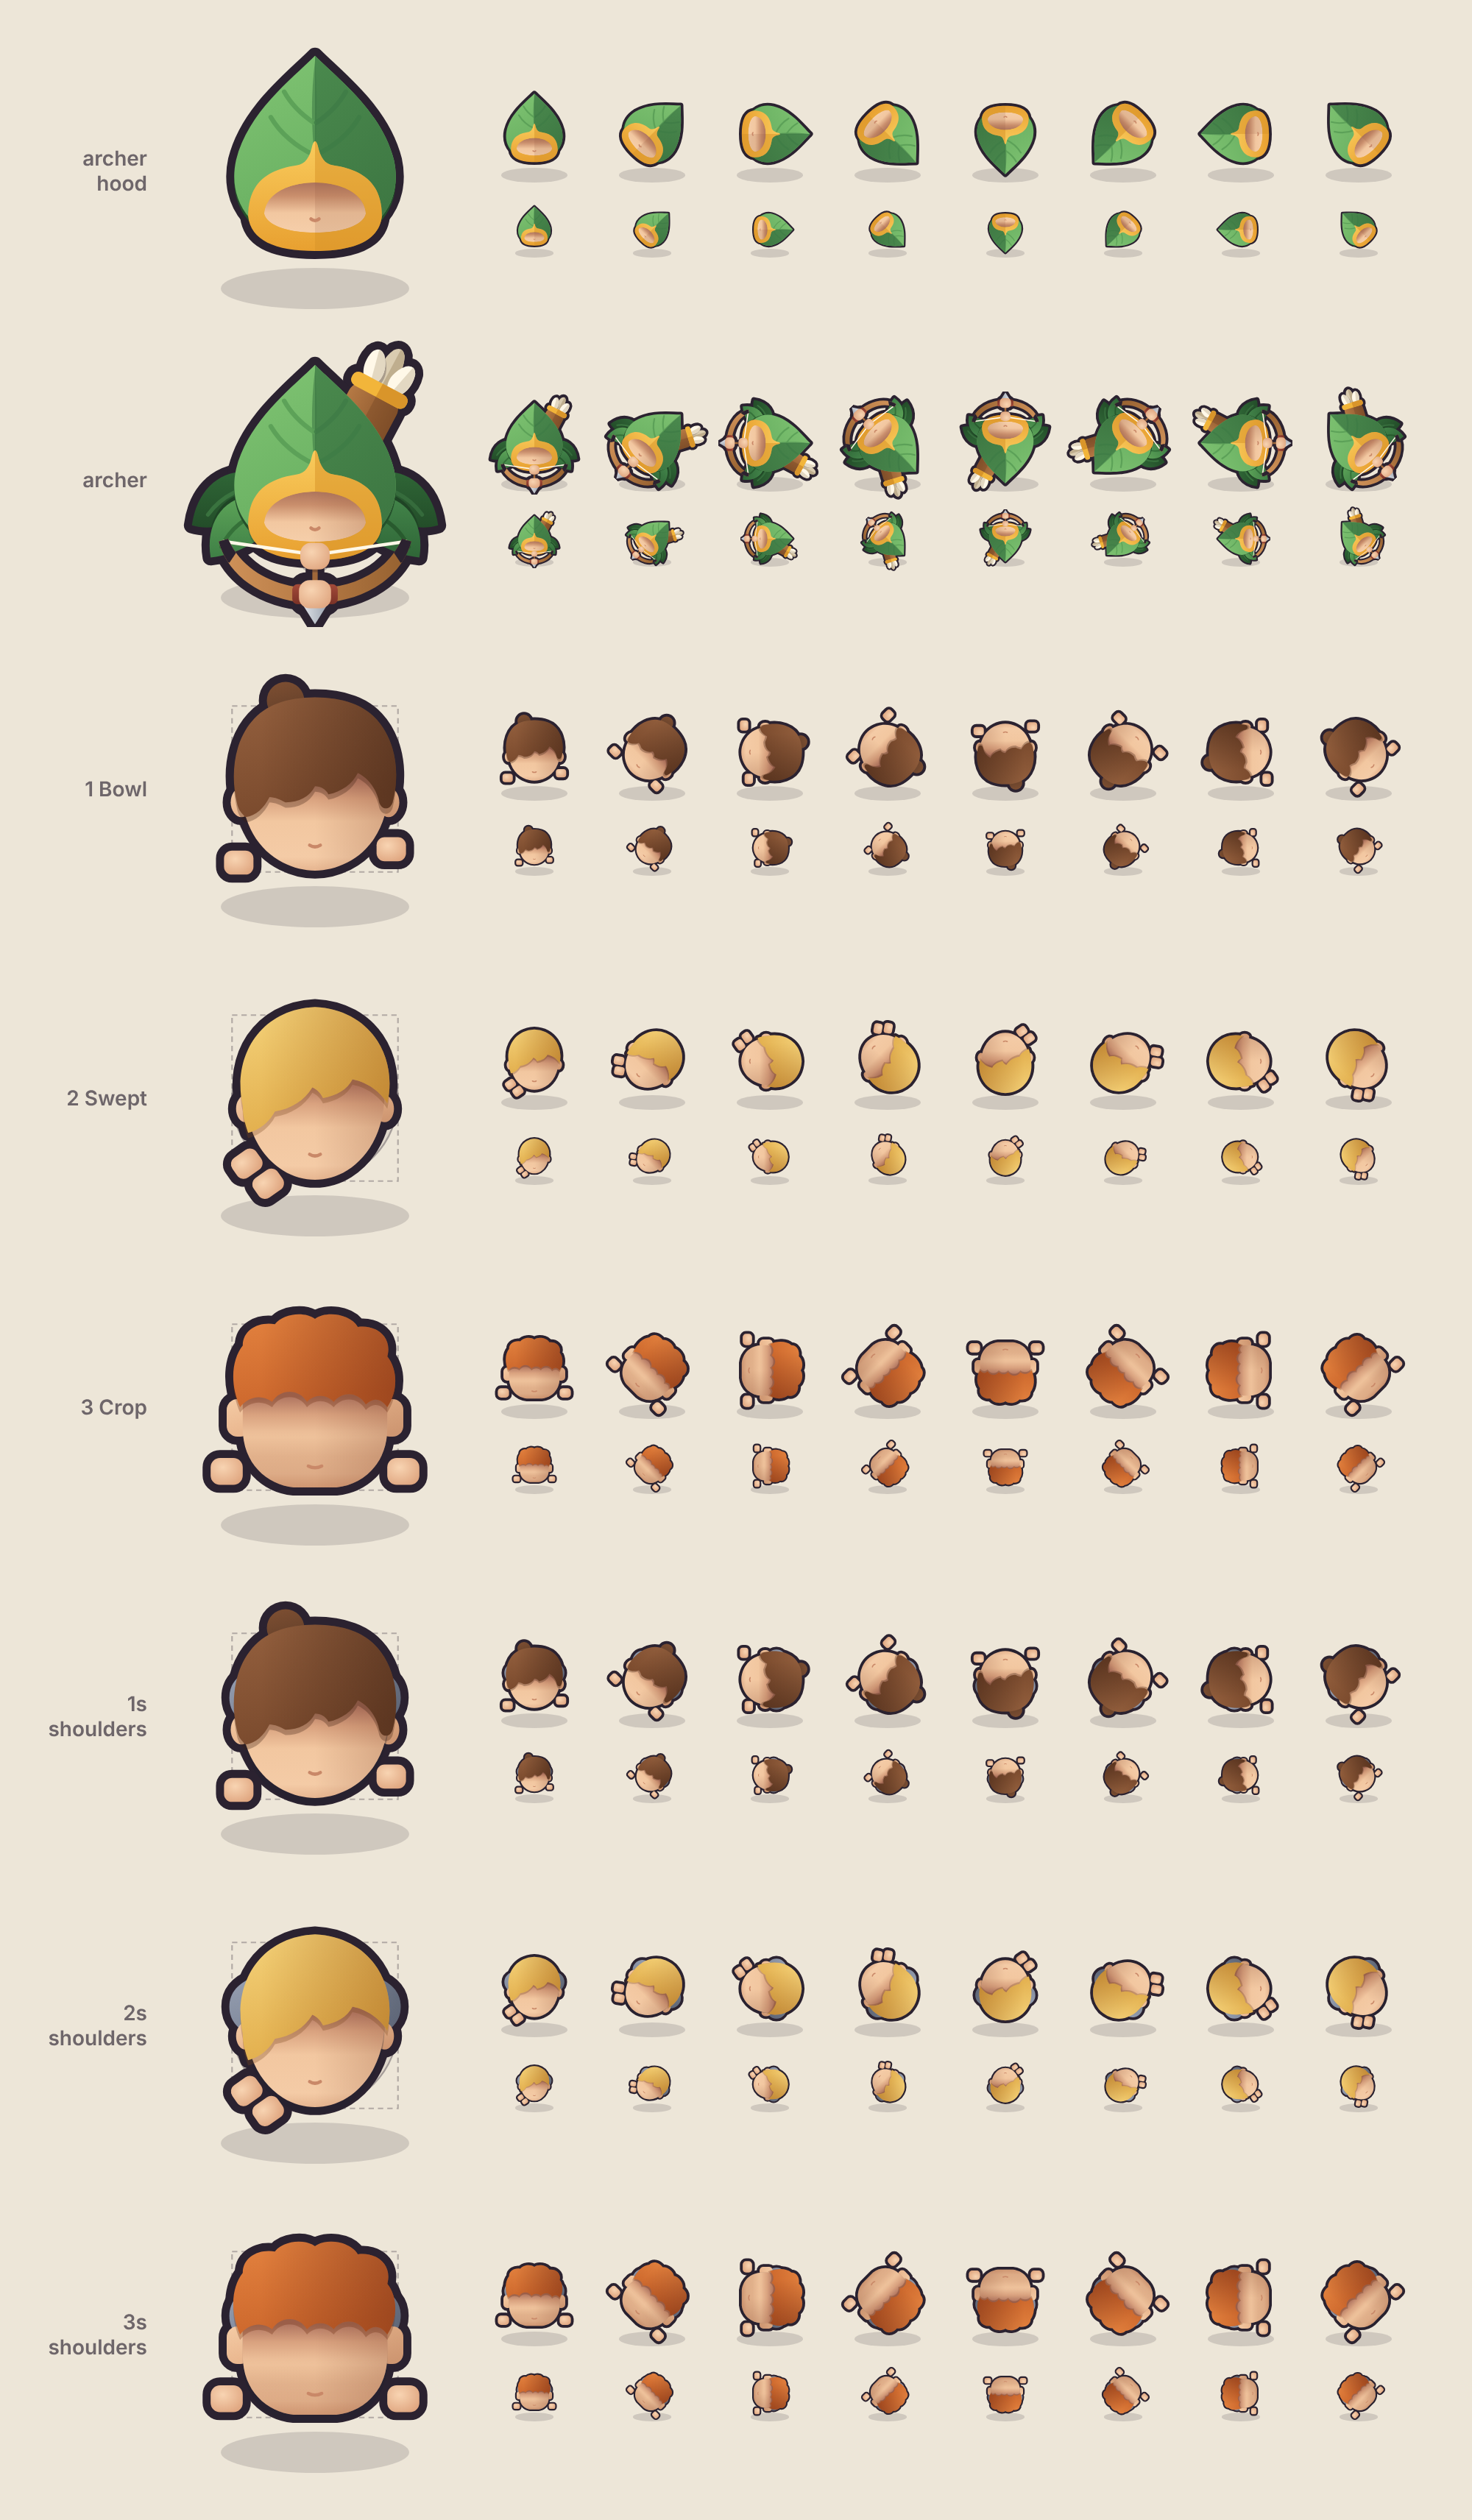 archer
hood
archer
1 Bowl
2 Swept
3 Crop
1s
shoulders
2s
shoulders
3s
shoulders